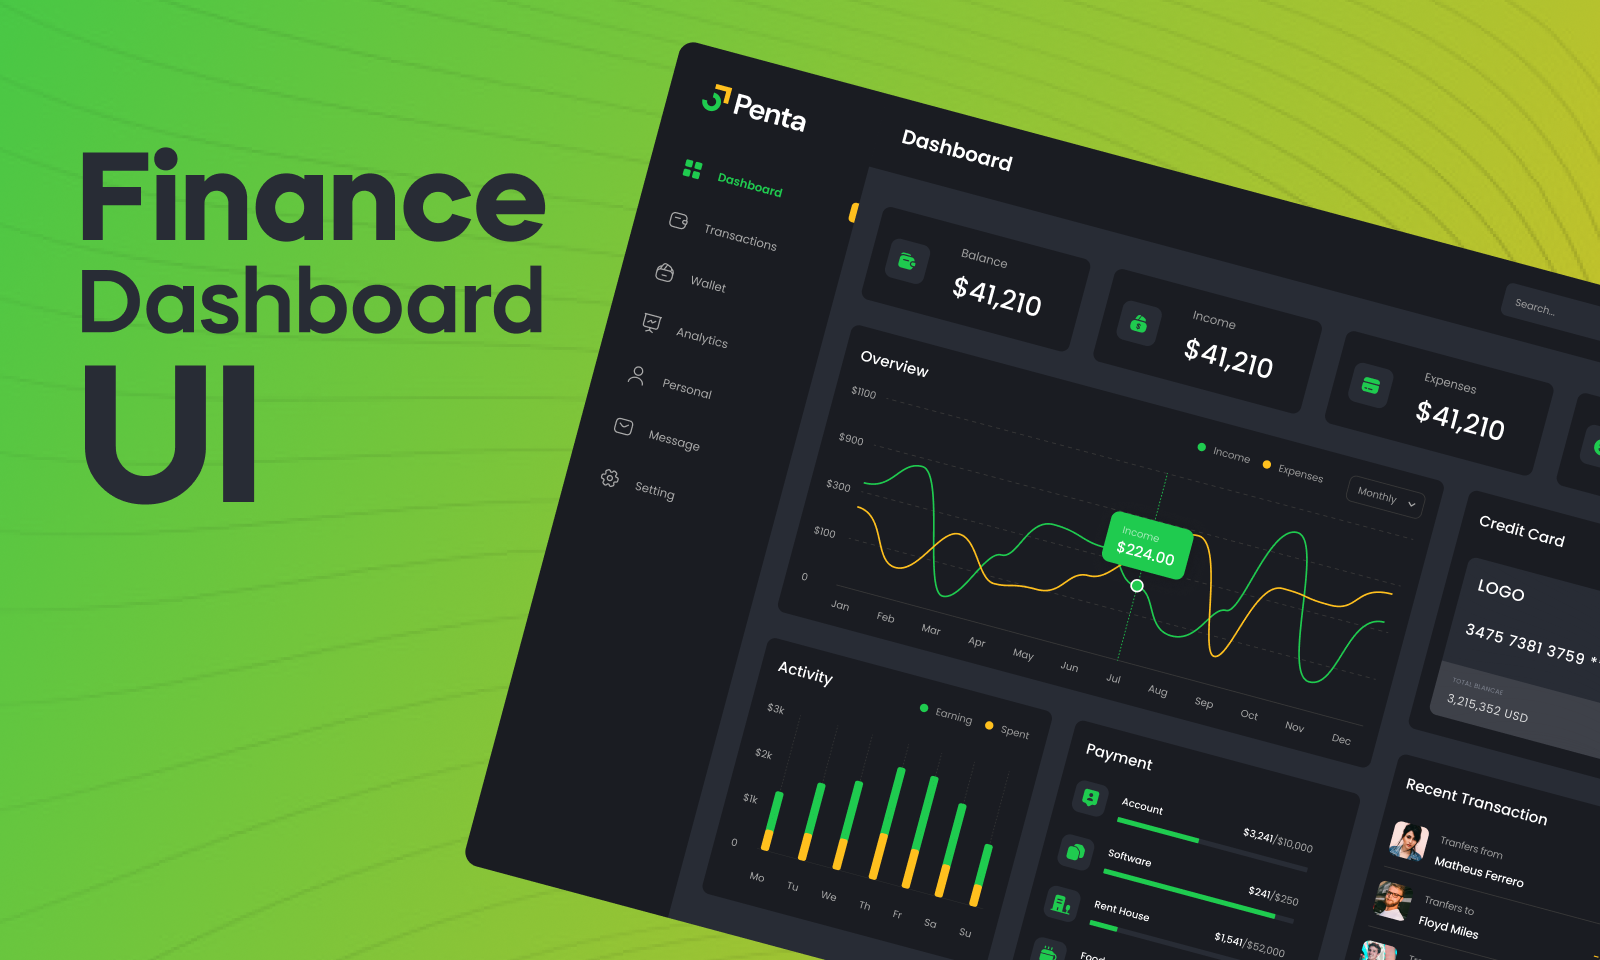 Finance
Dashboard
UI
Penta
Dashboard
Transactions
Wallet
Analytics
Personal
Message
Setting
Dashboard
Search...
Balance
$41,210
Income
$41,210
Expenses
$41,210
Overview
Income
Expenses
Monthly
$1100
$900
$300
$100
0
Income
$224.00
Jan
Feb
Mar
Apr
May
Jun
Jul
Aug
Sep
Oct
Nov
Dec
Credit Card
LOGO
3475 7381 3759 *
TOTAL BLANCAE
3,215,352 USD
Activity
Earning
Spent
$3k
$2k
$1k
0
Mo
Tu
We
Th
Fr
Sa
Su
Payment
Account
$3,241/$10,000
Software
$241/$250
Rent House
$1,541/$52,000
Food
Recent Transaction
Tranfers from
Matheus Ferrero
Tranfers to
Floyd Miles